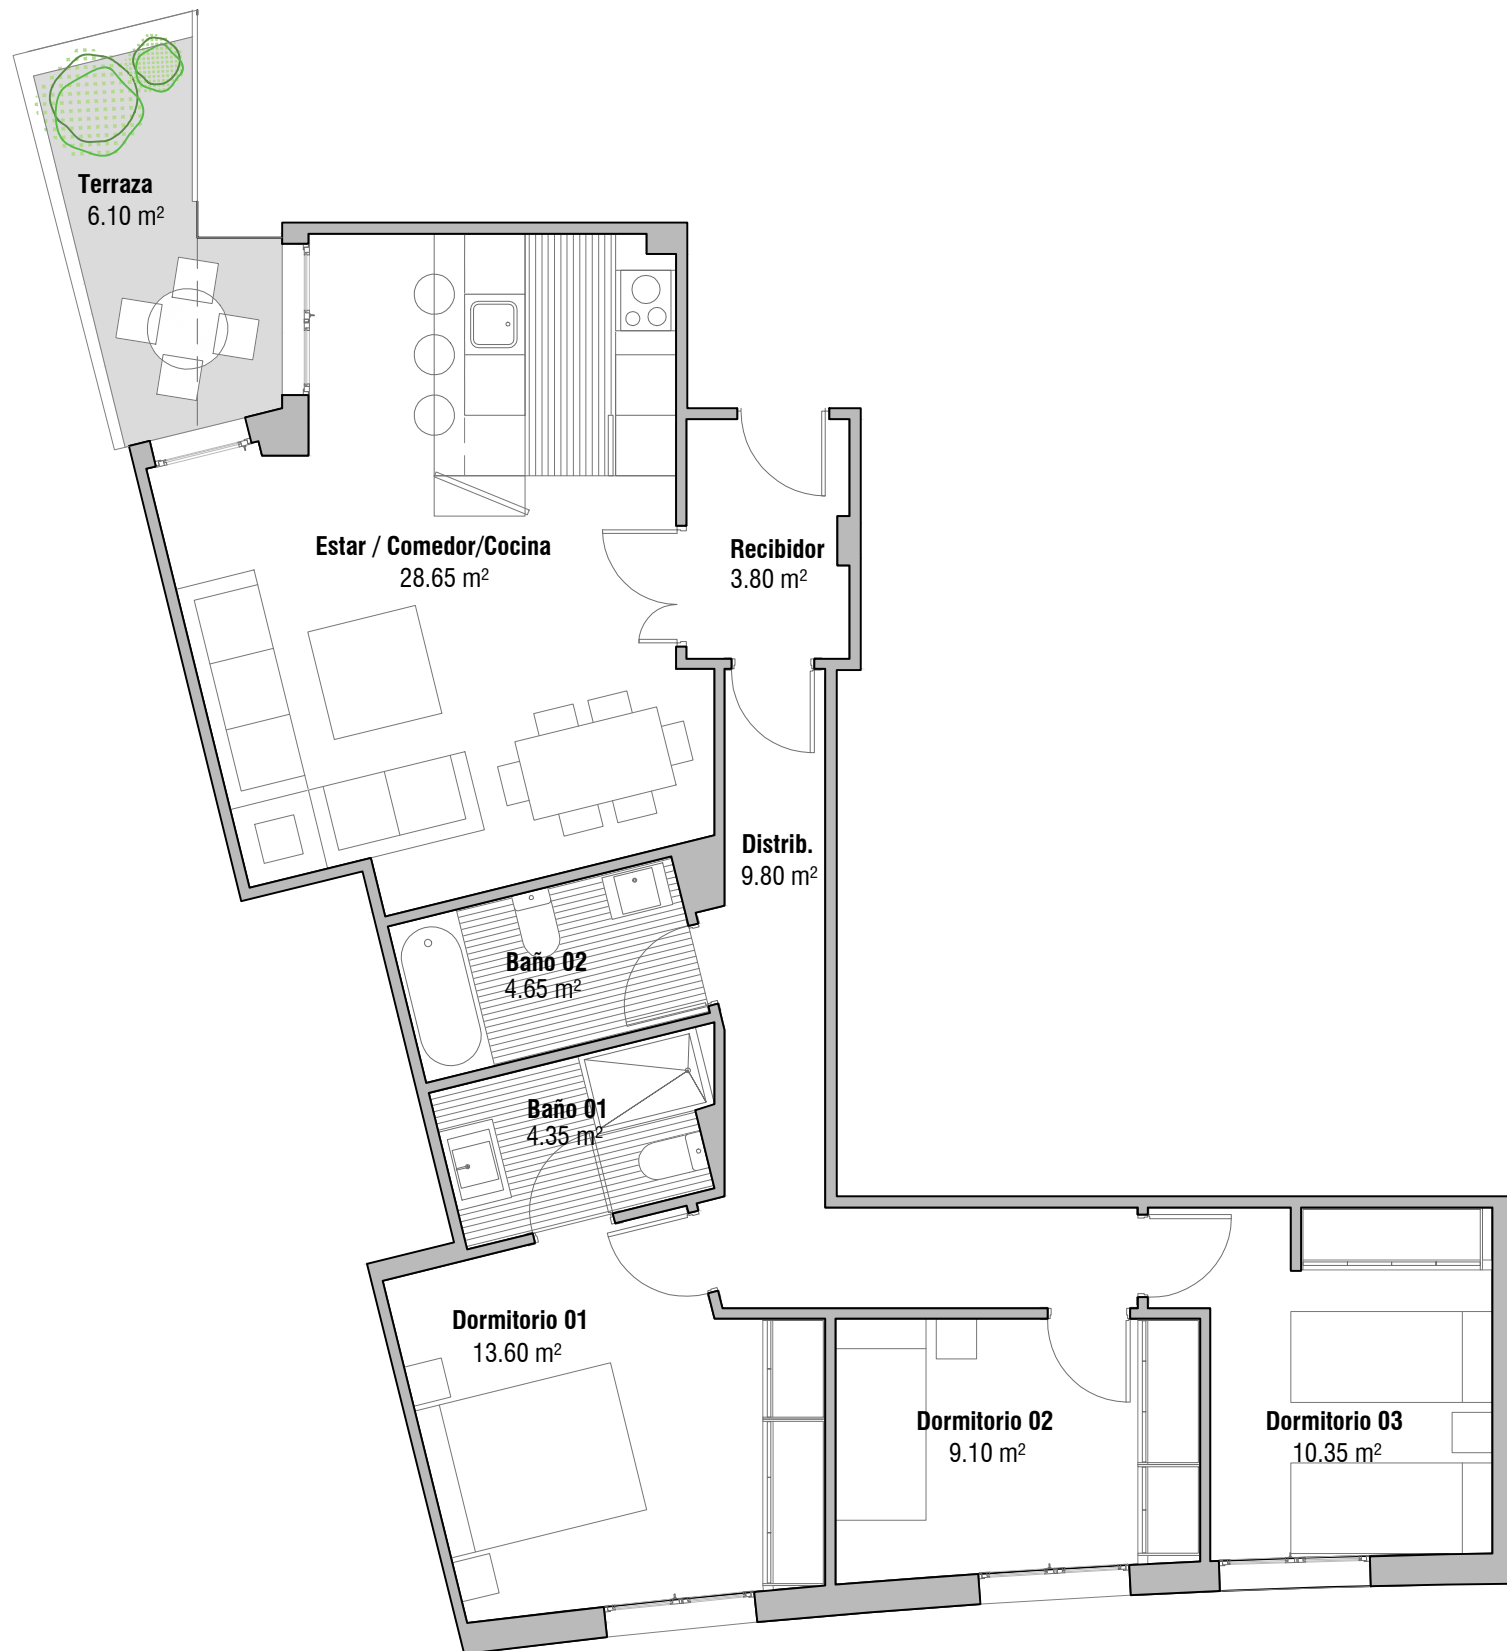 Terraza
6.10 m²
Estar / Comedor/Cocina
28.65 m²
Recibidor
3.80 m²
Distrib.
9.80 m²
Baño 02
4.65 m²
Baño 01
4.35 m²
Dormitorio 01
13.60 m²
Dormitorio 02
9.10 m²
Dormitorio 03
10.35 m²